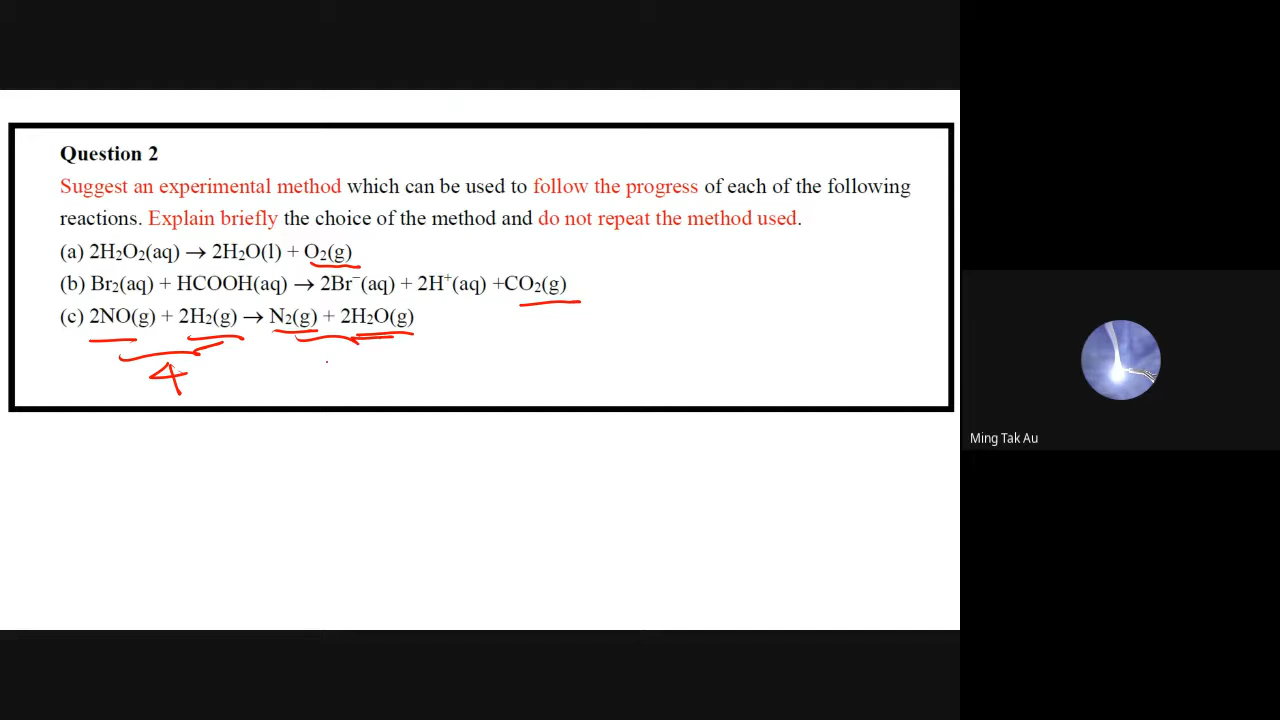 Question 2
Suggest an experimental method which can be used to follow the progress of each of the following
reactions. Explain briefly the choice of the method and do not repeat the method used.
(a) 2H₂O₂(aq) → 2H₂O(l) + O₂(g)
(b) Br₂(aq) + HCOOH(aq) → 2Br⁻(aq) + 2H⁺(aq) +CO₂(g)
(c) 2NO(g) + 2H₂(g) → N₂(g) + 2H₂O(g)
4
Ming Tak Au